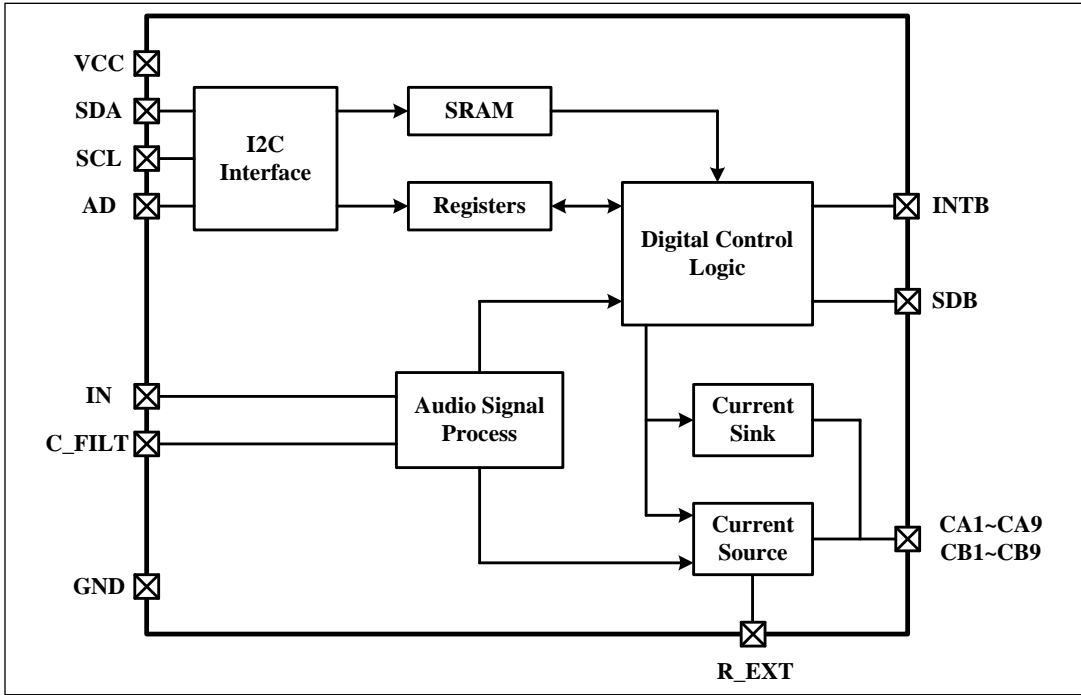 VCC
SDA
SCL
AD
I2C
Interface
SRAM
Registers
Digital Control
Logic
INTB
SDB
IN
C_FILT
Audio Signal
Process
Current
Sink
Current
Source
CA1~CA9
CB1~CB9
GND
R_EXT